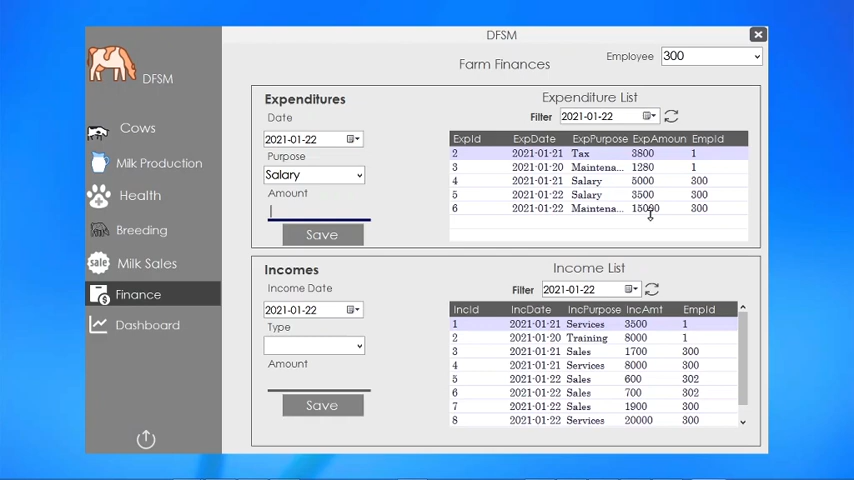 DFSM
Employee 300
Farm Finances
DFSM
Cows
Milk Production
Health
Breeding
sale Milk Sales
Finance
Dashboard
Expenditures
Date
2021-01-22
Purpose
Salary
Amount
Save
Expenditure List
Filter 2021-01-22
ExpId ExpDate ExpPurpose ExpAmoun EmpId
2 2021-01-21 Tax 3800 1
3 2021-01-20 Maintena... 1280 1
4 2021-01-21 Salary 5000 300
5 2021-01-22 Salary 3500 300
6 2021-01-22 Maintena... 15000 300
Incomes
Income Date
2021-01-22
Type
Amount
Save
Income List
Filter 2021-01-22
IncId IncDate IncPurpose IncAmt EmpId
1 2021-01-21 Services 3500 1
2 2021-01-20 Training 8000 1
3 2021-01-21 Sales 1700 300
4 2021-01-21 Services 8000 300
5 2021-01-22 Sales 600 302
6 2021-01-22 Sales 700 302
7 2021-01-22 Sales 1900 300
8 2021-01-22 Services 20000 300